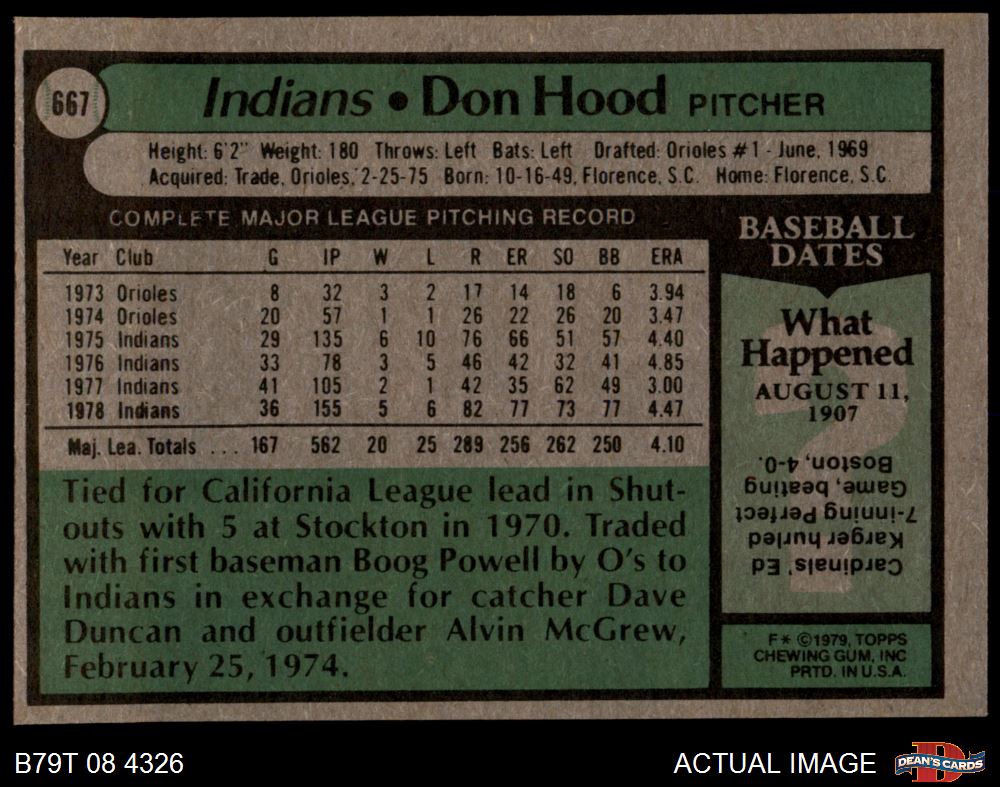 667
Indians • Don Hood PITCHER
Height: 6'2" Weight: 180 Throws: Left Bats: Left Drafted: Orioles #1 - June, 1969
Acquired: Trade, Orioles, 2-25-75 Born: 10-16-49, Florence, S.C. Home: Florence, S.C.
COMPLETE MAJOR LEAGUE PITCHING RECORD
Year Club G IP W L R ER SO BB ERA
1973 Orioles 8 32 3 2 17 14 18 6 3.94
1974 Orioles 20 57 1 1 26 22 26 20 3.47
1975 Indians 29 135 6 10 76 66 51 57 4.40
1976 Indians 33 78 3 5 46 42 32 41 4.85
1977 Indians 41 105 2 1 42 35 62 49 3.00
1978 Indians 36 155 5 6 82 77 73 77 4.47
Maj. Lea. Totals ... 167 562 20 25 289 256 262 250 4.10
Tied for California League lead in Shut-
outs with 5 at Stockton in 1970. Traded
with first baseman Boog Powell by O's to
Indians in exchange for catcher Dave
Duncan and outfielder Alvin McGrew,
February 25, 1974.
BASEBALL
DATES
What
Happened
AUGUST 11,
1907
Cardinals' Ed
Karger hurled
7-inning Perfect
Game, beating
Boston, 4-0.
F* ©1979, TOPPS
CHEWING GUM, INC
PRTD. IN U.S.A.
B79T 08 4326
ACTUAL IMAGE
DEAN'S CARDS